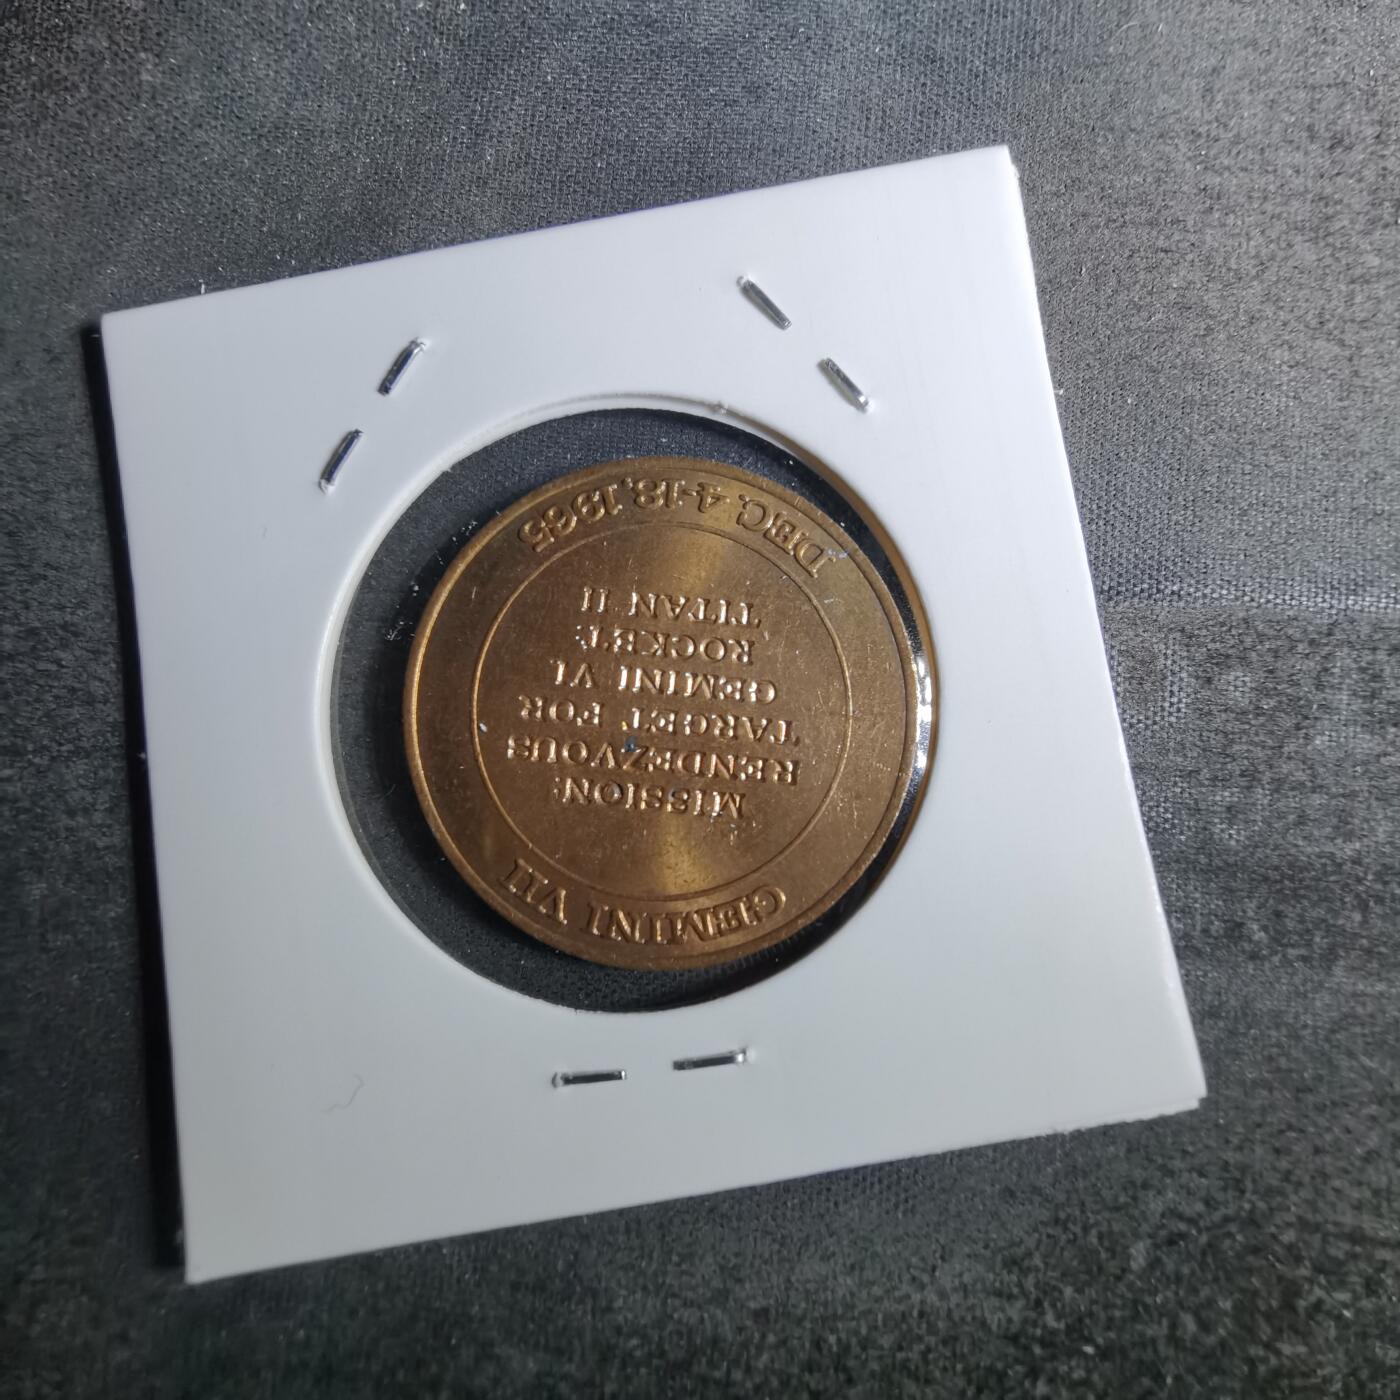 GEMINI VII
MISSION:
RENDEZVOUS
TARGET FOR
GEMINI VI.
ROCKET:
TITAN II
DEC. 4-18, 1965